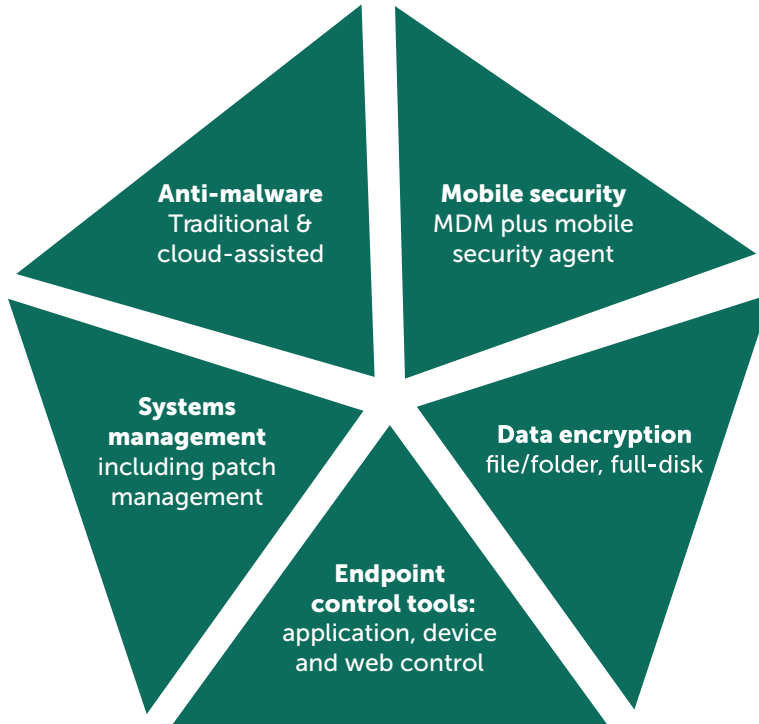 Anti-malware
Traditional &
cloud-assisted
Mobile security
MDM plus mobile
security agent
Systems
management
including patch
management
Data encryption
file/folder, full-disk
Endpoint
control tools:
application, device
and web control